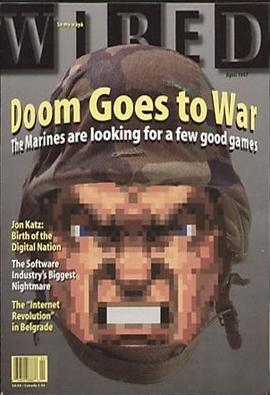 WIRED
April 1997
Doom Goes to War
The Marines are looking for a few good games
Jon Katz:
Birth of the
Digital Nation
The Software
Industry's Biggest
Nightmare
The "Internet
Revolution"
in Belgrade